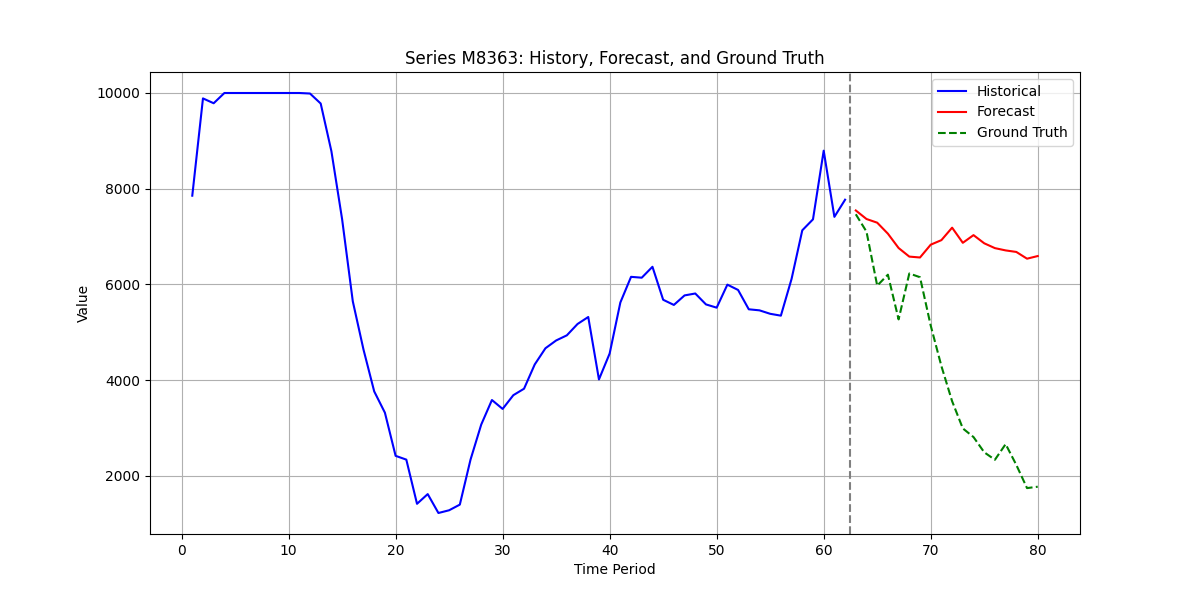 Series M8363: History, Forecast, and Ground Truth
Value
10000
8000
6000
4000
2000
Historical
Forecast
Ground Truth
0 10 20 30 40 50 60 70 80
Time Period